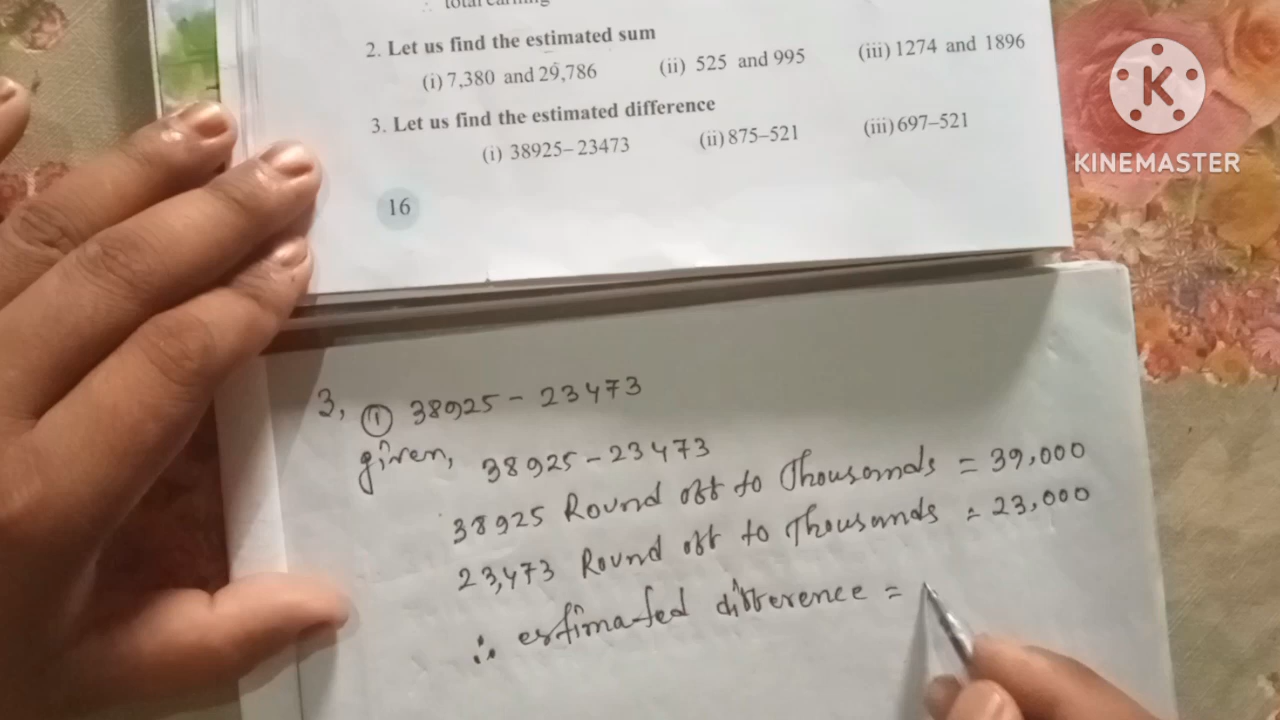 total earning
2. Let us find the estimated sum
(i) 7,380 and 29,786 (ii) 525 and 995 (iii) 1274 and 1896
3. Let us find the estimated difference
(i) 38925–23473 (ii) 875–521 (iii) 697–521
16
K
KINEMASTER
3, (i) 38925 - 23473
given, 38925 - 23473
38925 Round off to Thousands = 39,000
23,473 Round off to Thousands = 23,000
∴ estimated difference =